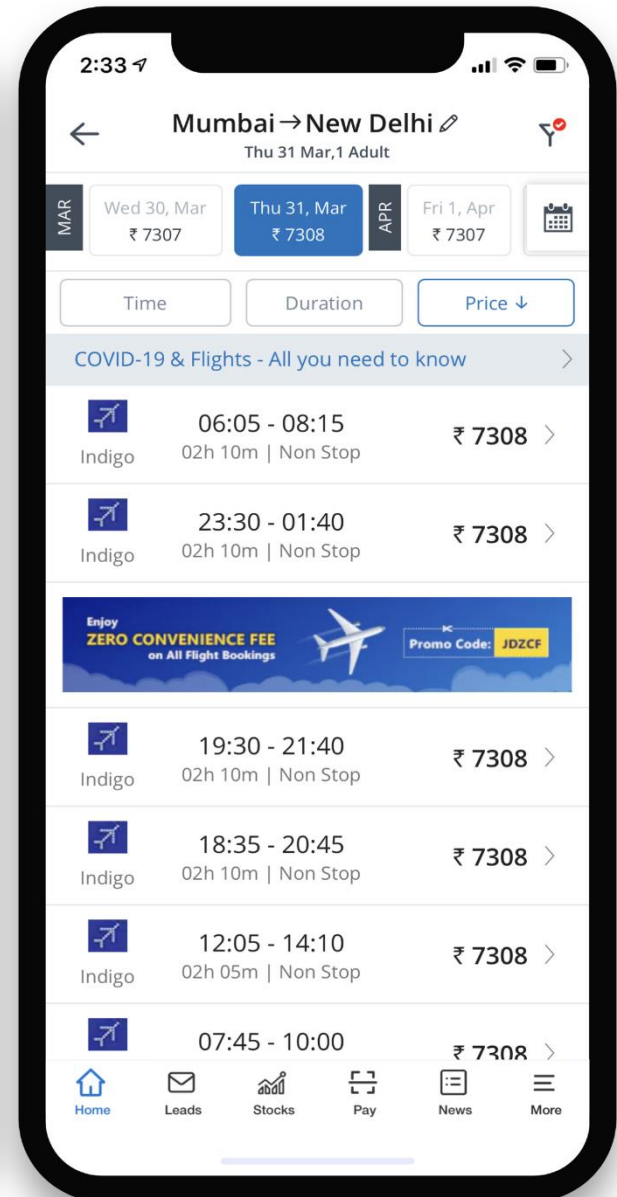 2:33
Mumbai→New Delhi
Thu 31 Mar,1 Adult
MAR
Wed 30, Mar
₹ 7307
Thu 31, Mar
₹ 7308
APR
Fri 1, Apr
₹ 7307
Time
Duration
Price ↓
COVID-19 & Flights - All you need to know
06:05 - 08:15
Indigo
02h 10m | Non Stop
₹ 7308
23:30 - 01:40
Indigo
02h 10m | Non Stop
₹ 7308
Enjoy
ZERO CONVENIENCE FEE
on All Flight Bookings
Promo Code: JDZCF
19:30 - 21:40
Indigo
02h 10m | Non Stop
₹ 7308
18:35 - 20:45
Indigo
02h 10m | Non Stop
₹ 7308
12:05 - 14:10
Indigo
02h 05m | Non Stop
₹ 7308
07:45 - 10:00
₹ 7308
Home
Leads
Stocks
Pay
News
More